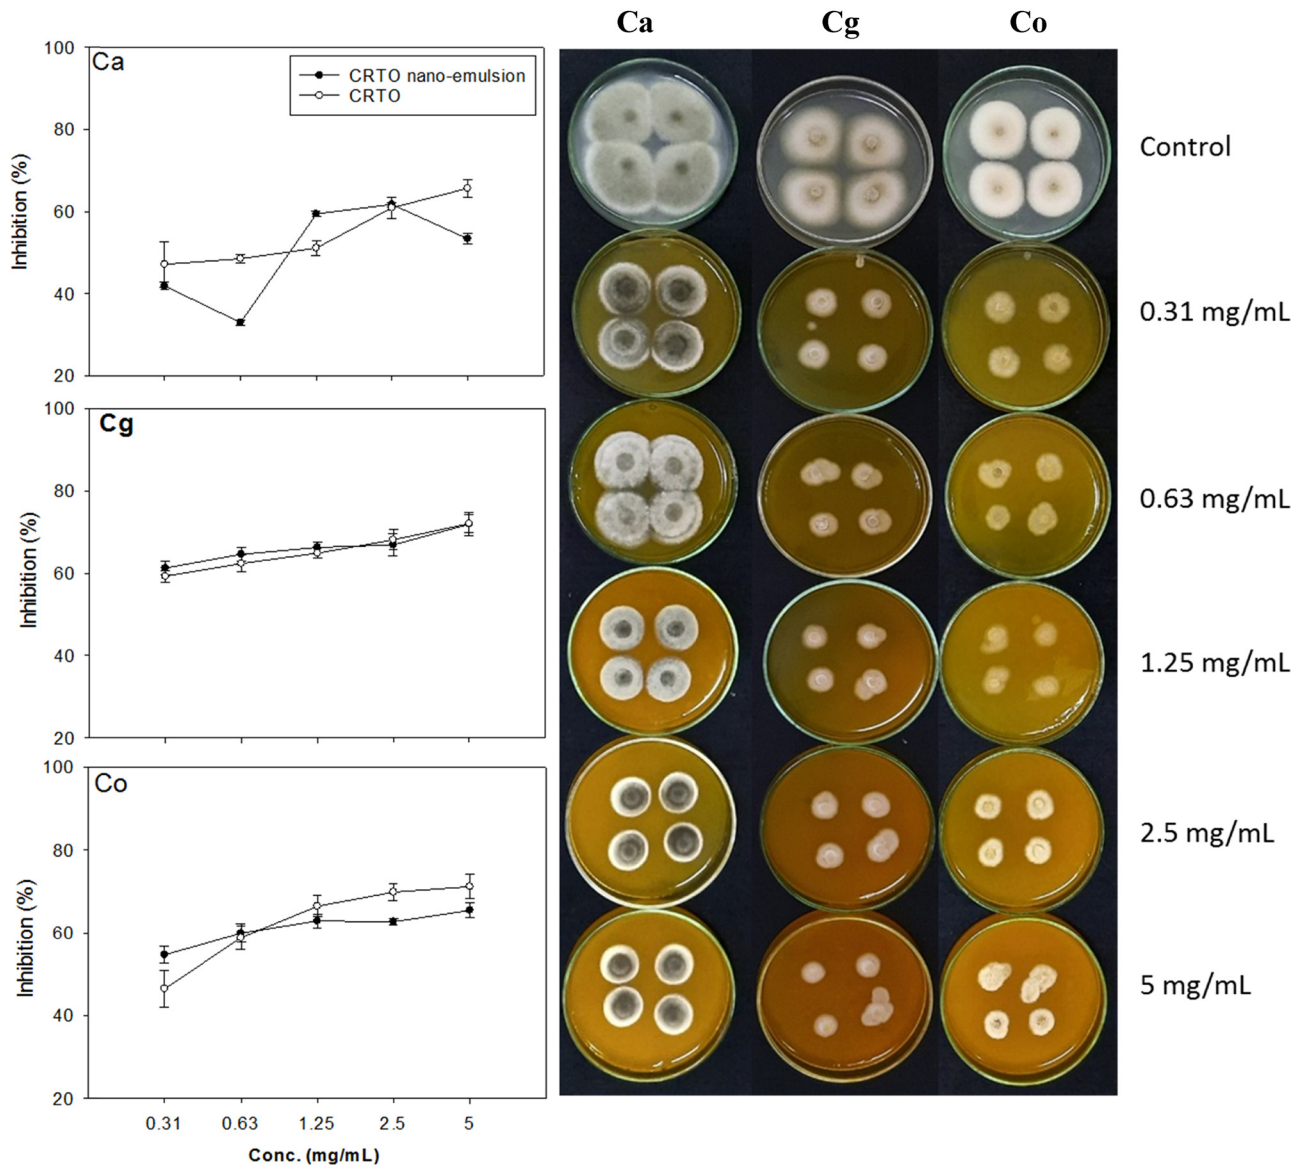 Ca Cg Co
100
80
60
40
20
Inhibition (%)
Ca
CRTO nano-emulsion
CRTO
100
80
60
40
20
Inhibition (%)
Cg
100
80
60
40
20
Inhibition (%)
Co
0.31 0.63 1.25 2.5 5
Conc. (mg/mL)
Control
0.31 mg/mL
0.63 mg/mL
1.25 mg/mL
2.5 mg/mL
5 mg/mL